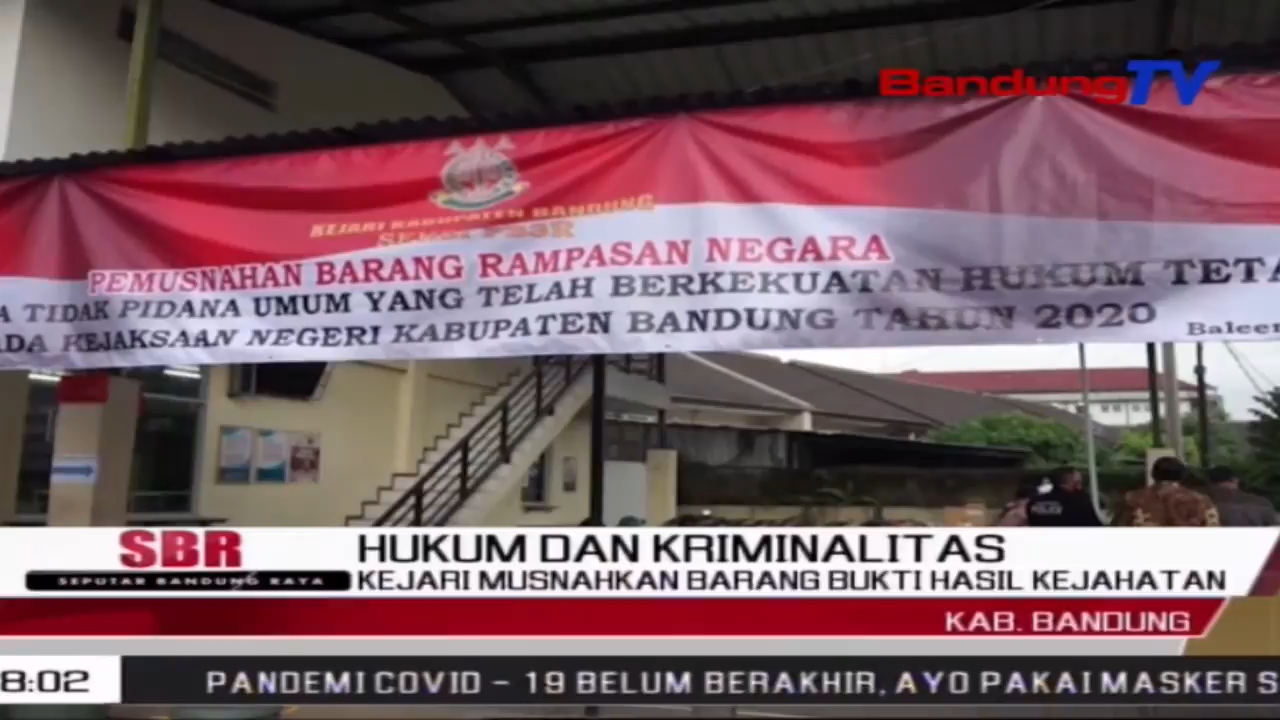 BandungTV
KEJARI KABUPATEN BANDUNG
PEMUSNAHAN BARANG RAMPASAN NEGARA
A TIDAK PIDANA UMUM YANG TELAH BERKEKUATAN HUKUM TETA
ADA KEJAKSAAN NEGERI KABUPATEN BANDUNG TAHUN 2020
Baleen
POLICE
SBR
SEPUTAR BANDUNG RAYA
HUKUM DAN KRIMINALITAS
KEJARI MUSNAHKAN BARANG BUKTI HASIL KEJAHATAN
KAB. BANDUNG
8:02
PANDEMI COVID - 19 BELUM BERAKHIR, AYO PAKAI MASKER S